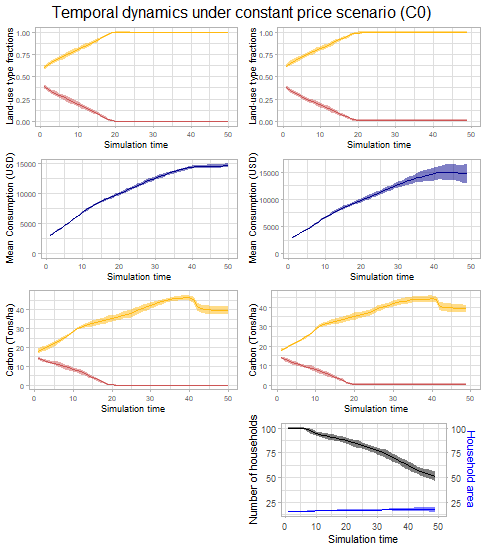 Temporal dynamics under constant price scenario (C0)
Land-use type fractions
1.00
0.75
0.50
0.25
0.00
0 10 20 30 40 50
Simulation time
Land-use type fractions
1.00
0.75
0.50
0.25
0.00
0 10 20 30 40 50
Simulation time
Mean Consumption (USD)
15000
10000
5000
0
0 10 20 30 40 50
Simulation time
Mean Consumption (USD)
15000
10000
5000
0
0 10 20 30 40 50
Simulation time
Carbon (Tons/ha)
40
30
20
10
0
0 10 20 30 40 50
Simulation time
Carbon (Tons/ha)
40
30
20
10
0
0 10 20 30 40 50
Simulation time
Number of households
100
75
50
25
100
75
50
25
Household area
0 10 20 30 40 50
Simulation time